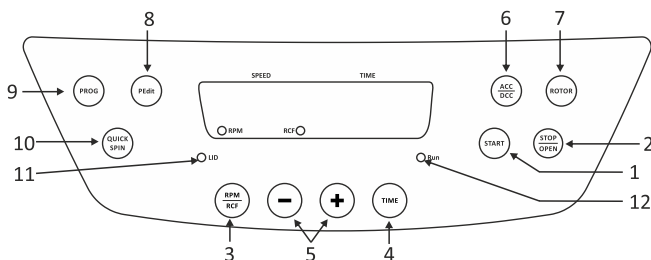 8
6
7
SPEED TIME
9
PROG
PEdit
ACC
DCC
ROTOR
RPM RCF
10
QUICK
SPIN
START
STOP
OPEN
2
11
LID
Run
1
12
RPM
RCF
− +
TIME
3
5
4